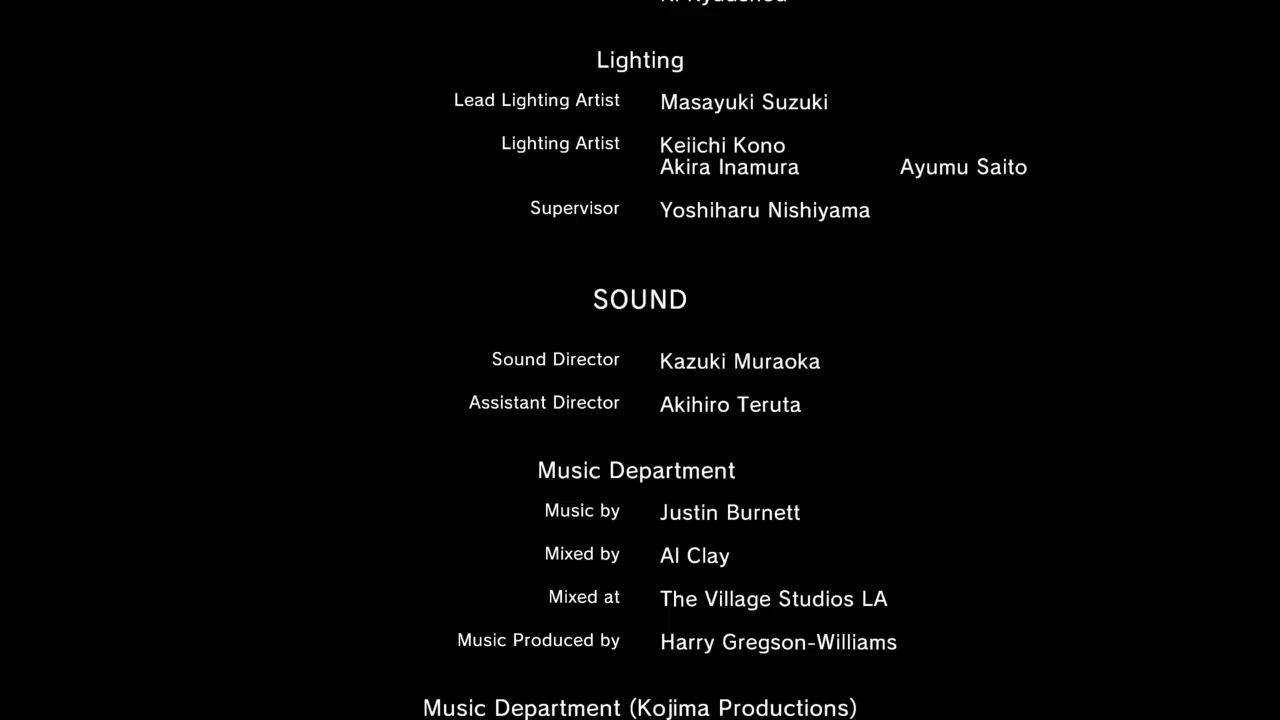 Lighting
Lead Lighting Artist Masayuki Suzuki
Lighting Artist Keiichi Kono
Akira Inamura Ayumu Saito
Supervisor Yoshiharu Nishiyama
SOUND
Sound Director Kazuki Muraoka
Assistant Director Akihiro Teruta
Music Department
Music by Justin Burnett
Mixed by Al Clay
Mixed at The Village Studios LA
Music Produced by Harry Gregson-Williams
Music Department (Kojima Productions)